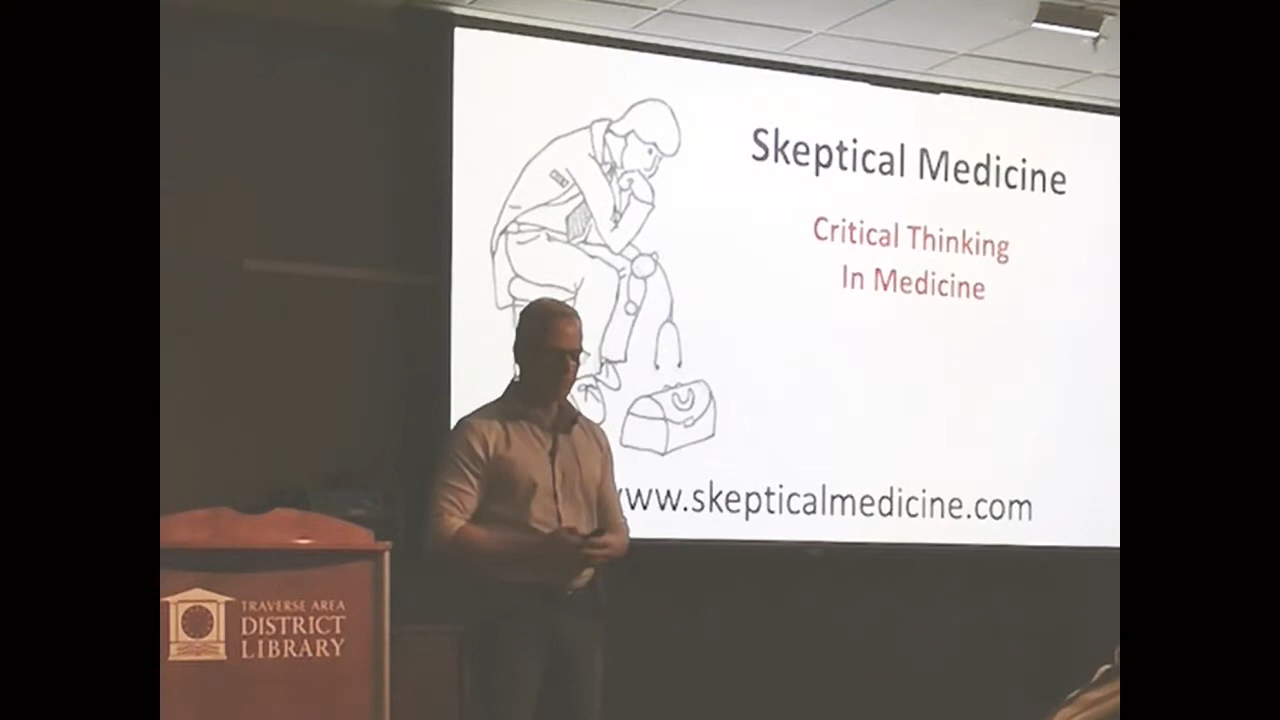 Skeptical Medicine
Critical Thinking
In Medicine
www.skepticalmedicine.com
TRAVERSE AREA
DISTRICT
LIBRARY